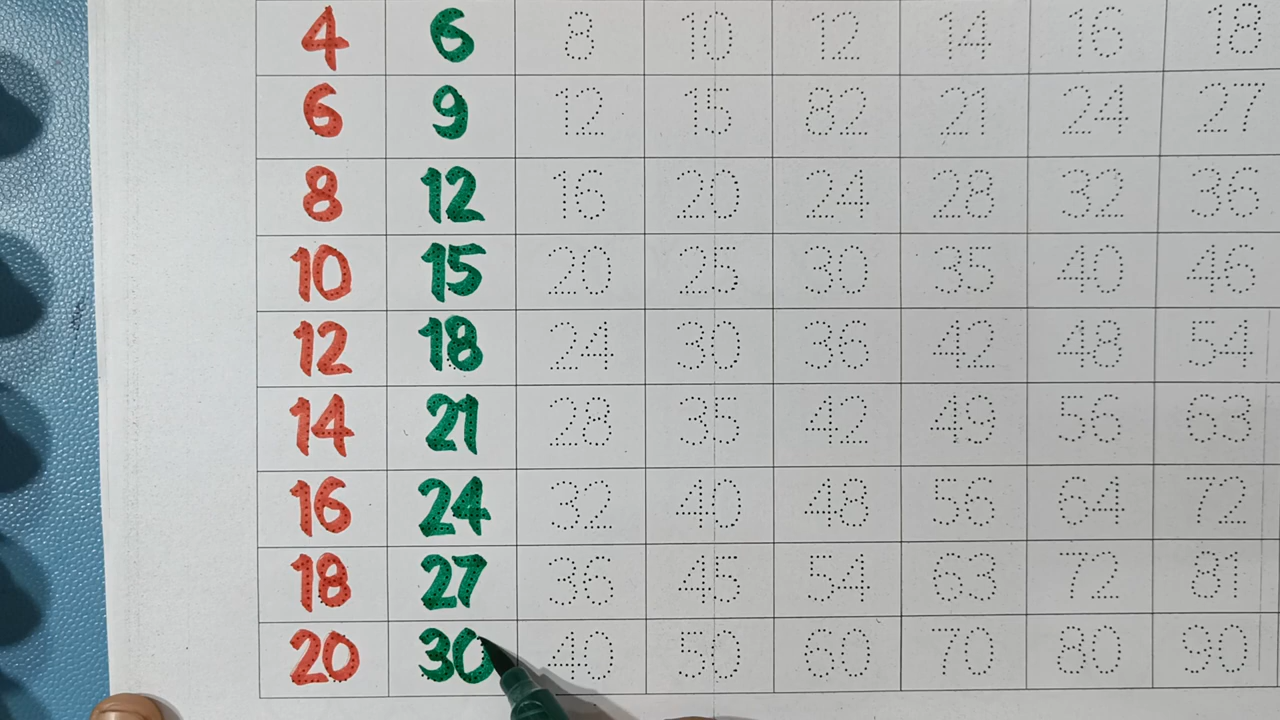 4 6 8 10 12 14 16 18
6 9 12 15 82 21 24 27
8 12 16 20 24 28 32 36
10 15 20 25 30 35 40 46
12 18 24 30 36 42 48 54
14 21 28 35 42 49 56 63
16 24 32 40 48 56 64 72
18 27 36 45 54 63 72 81
20 30 40 50 60 70 80 90